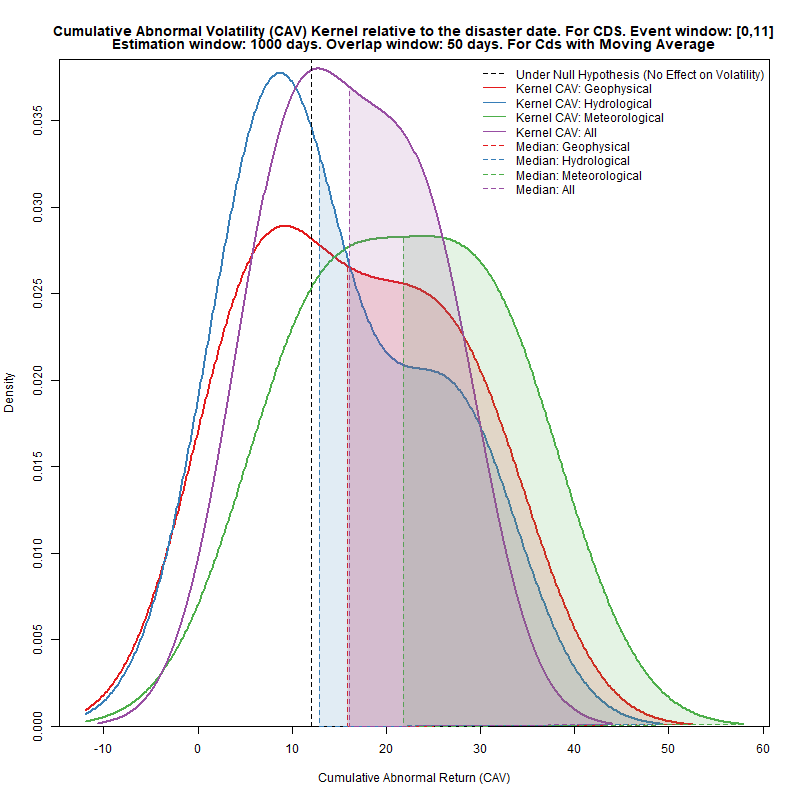 Cumulative Abnormal Volatility (CAV) Kernel relative to the disaster date. For CDS. Event window: [0,11]
Estimation window: 1000 days. Overlap window: 50 days. For Cds with Moving Average
Under Null Hypothesis (No Effect on Volatility)
Kernel CAV: Geophysical
Kernel CAV: Hydrological
Kernel CAV: Meteorological
Kernel CAV: All
Median: Geophysical
Median: Hydrological
Median: Meteorological
Median: All
Density
0.035
0.030
0.025
0.020
0.015
0.010
0.005
0.000
-10 0 10 20 30 40 50 60
Cumulative Abnormal Return (CAV)